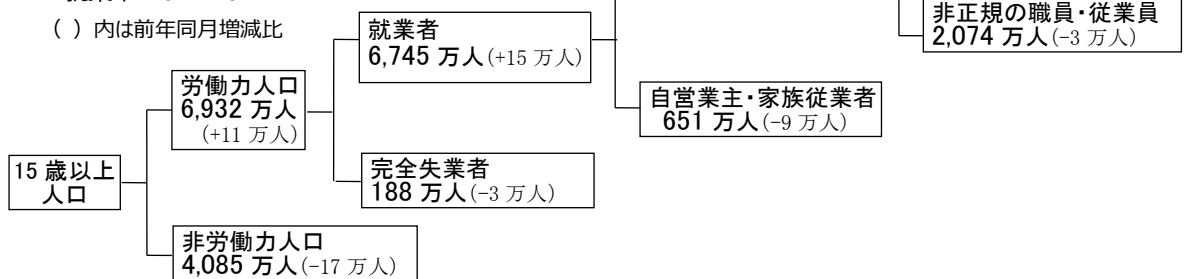 ( ) 内は前年同月増減比
就業者
6,745 万人(+15 万人)
非正規の職員・従業員
2,074 万人(-3 万人)
労働力人口
6,932 万人
(+11 万人)
自営業主・家族従業者
651 万人(-9 万人)
15 歳以上
人口
完全失業者
188 万人(-3 万人)
非労働力人口
4,085 万人(-17 万人)